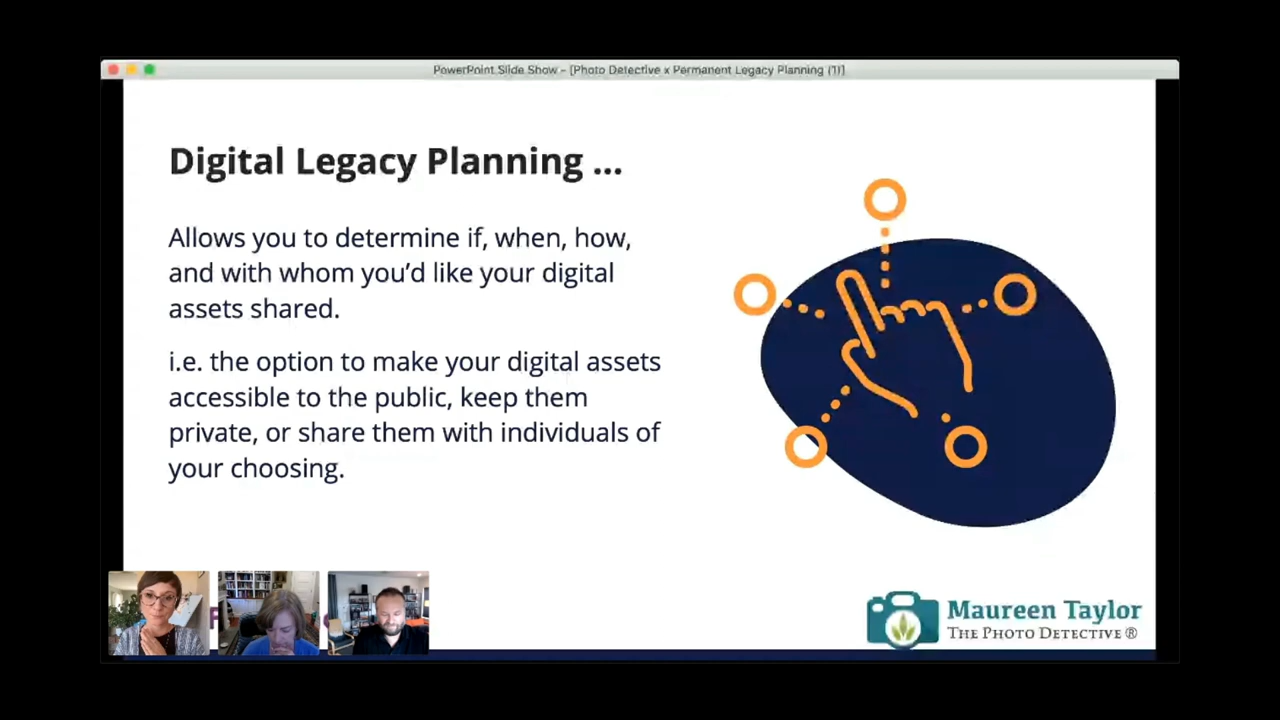 PowerPoint Slide Show - [Photo Detective x Permanent Legacy Planning (1)]
Digital Legacy Planning ...
Allows you to determine if, when, how,
and with whom you’d like your digital
assets shared.
i.e. the option to make your digital assets
accessible to the public, keep them
private, or share them with individuals of
your choosing.
Maureen Taylor
THE PHOTO DETECTIVE ®